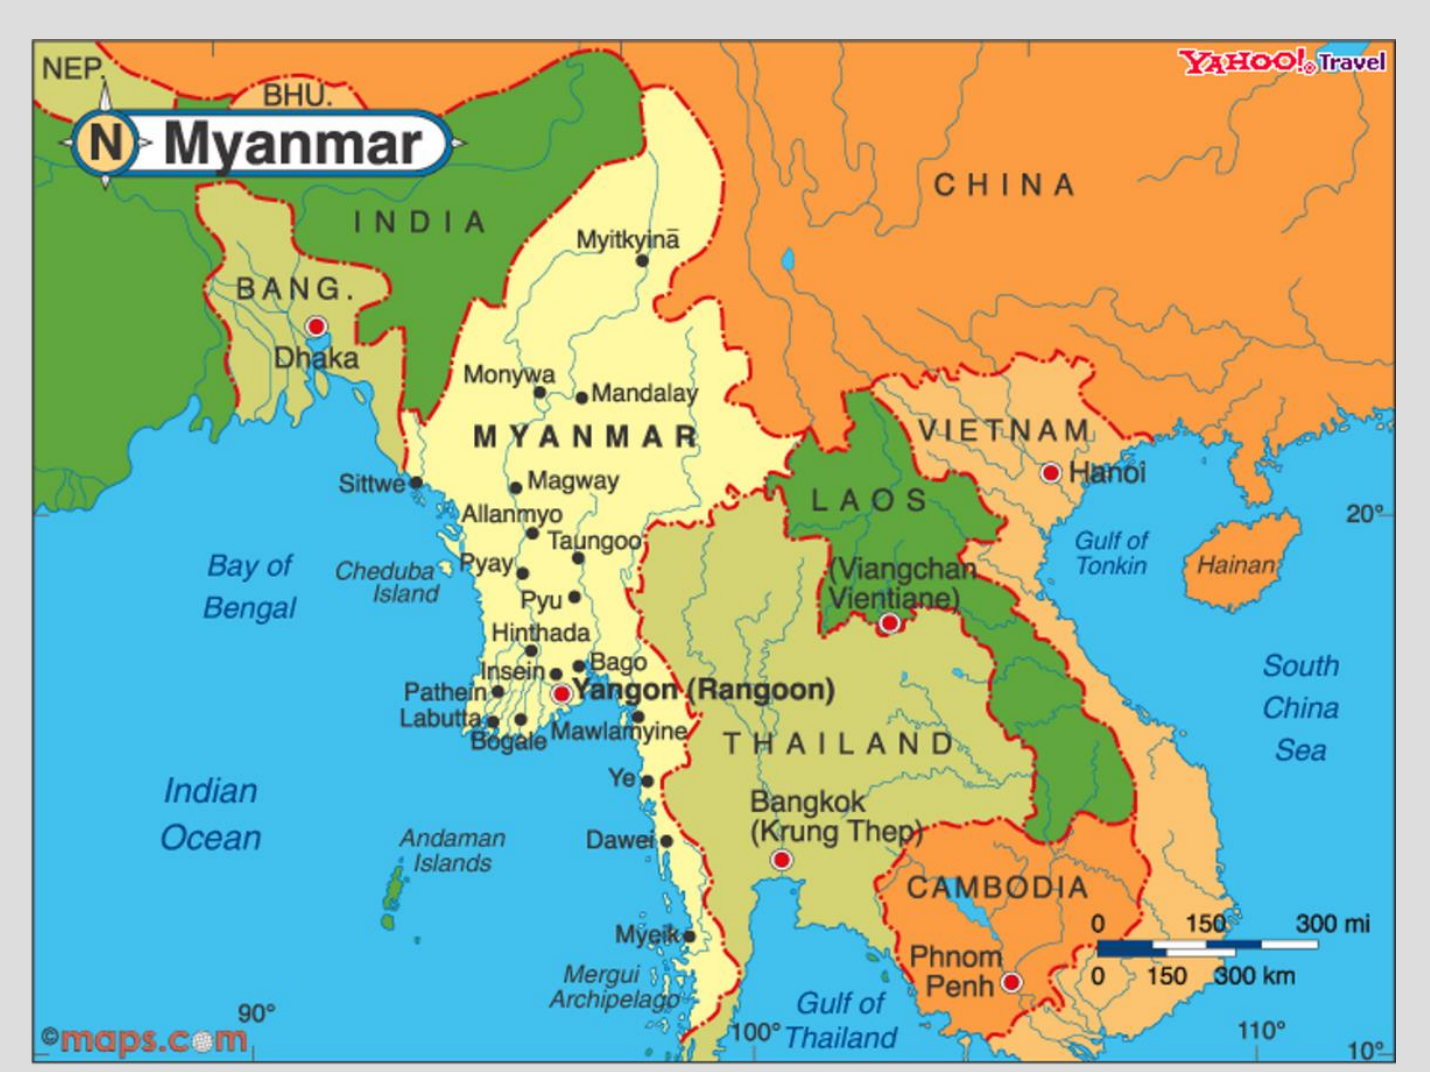 NEP.
BHU.
YAHOO! Travel
N Myanmar
CHINA
INDIA
Myitkyinā
BANG.
Dhaka
Monywa
Mandalay
MYANMAR
VIETNAM
Hanoi
Sittwe
Magway
LAOS
Allanmyo
20°
Taungoo
Bay of
Bengal
Cheduba
Island
Pyay
Gulf of
Tonkin
Hainan
(Viangchan
Vientiane)
Pyu
Hinthada
Bago
Insein
Pathein
Yangon (Rangoon)
Labutta
Bogale
Mawlamyine
South
China
Sea
THAILAND
Ye
Indian
Ocean
Bangkok
(Krung Thep)
Andaman
Islands
Dawei
CAMBODIA
0 150 300 mi
Myeik
Phnom
Penh
0 150 300 km
Mergui
Archipelago
Gulf of
Thailand
90°
100°
110°
10°
©maps.com